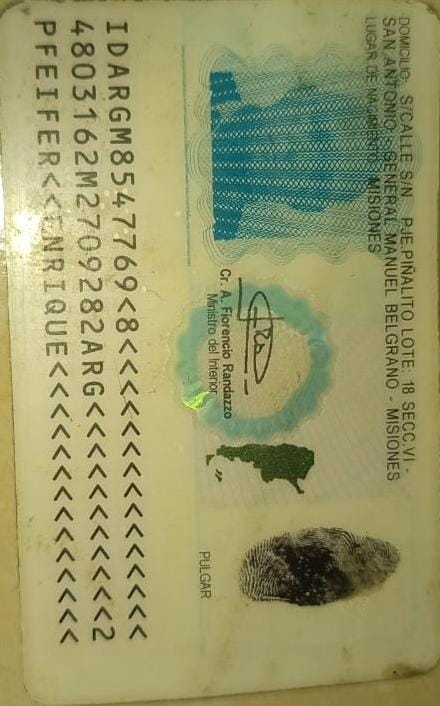 DOMICILIO: S/CALLE S/N PJE.PIÑALITO LOTE. 18 SECC.VI -
SAN ANTONIO - GENERAL MANUEL BELGRANO - MISIONES
LUGAR DE NACIMIENTO: MISIONES
Cr. A. Florencio Randazzo
Ministro del Interior
PULGAR
IDARGM8547769<8<<<<<<<<<<<<<<<
4803162M2709282ARG<<<<<<<<<<<2
PFEIFER<<ENRIQUE<<<<<<<<<<<<<<